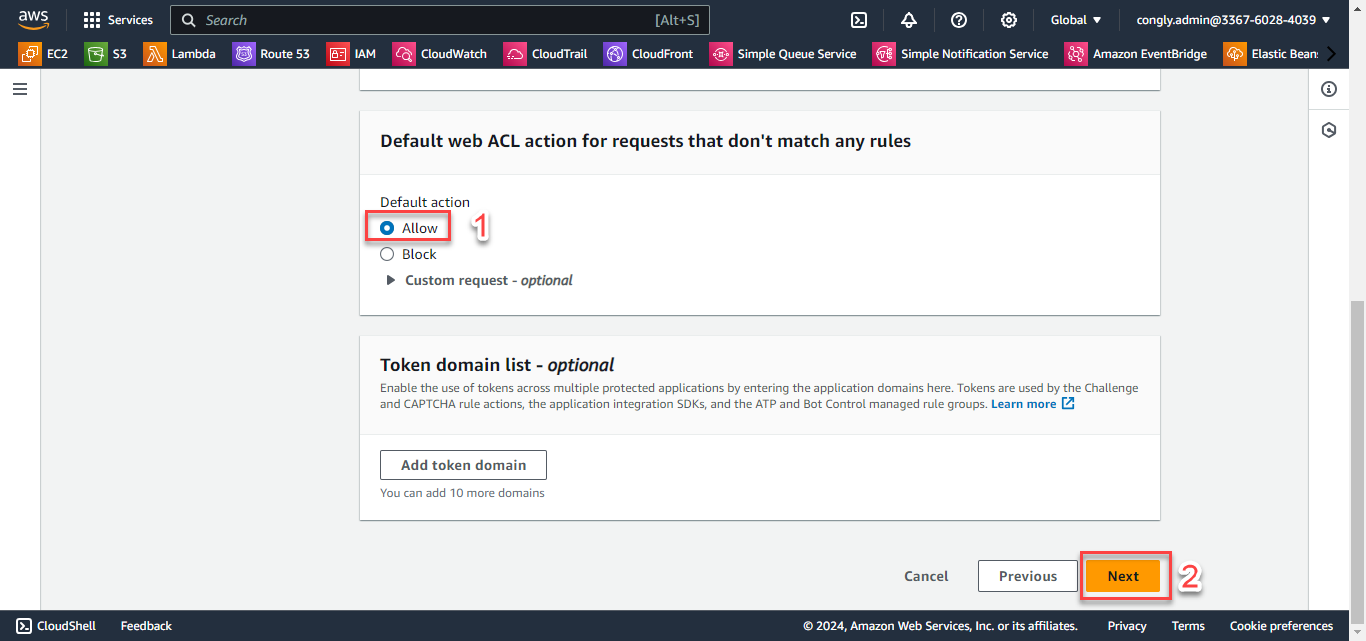 aws Services Search [Alt+S] Global congly.admin@3367-6028-4039
EC2 S3 Lambda Route 53 IAM CloudWatch CloudTrail CloudFront Simple Queue Service Simple Notification Service Amazon EventBridge Elastic Bean
Default web ACL action for requests that don't match any rules
Default action
Allow 1
Block
Custom request - optional
Token domain list - optional
Enable the use of tokens across multiple protected applications by entering the application domains here. Tokens are used by the Challenge
and CAPTCHA rule actions, the application integration SDKs, and the ATP and Bot Control managed rule groups. Learn more
Add token domain
You can add 10 more domains
Cancel Previous Next 2
CloudShell Feedback © 2024, Amazon Web Services, Inc. or its affiliates. Privacy Terms Cookie preferences